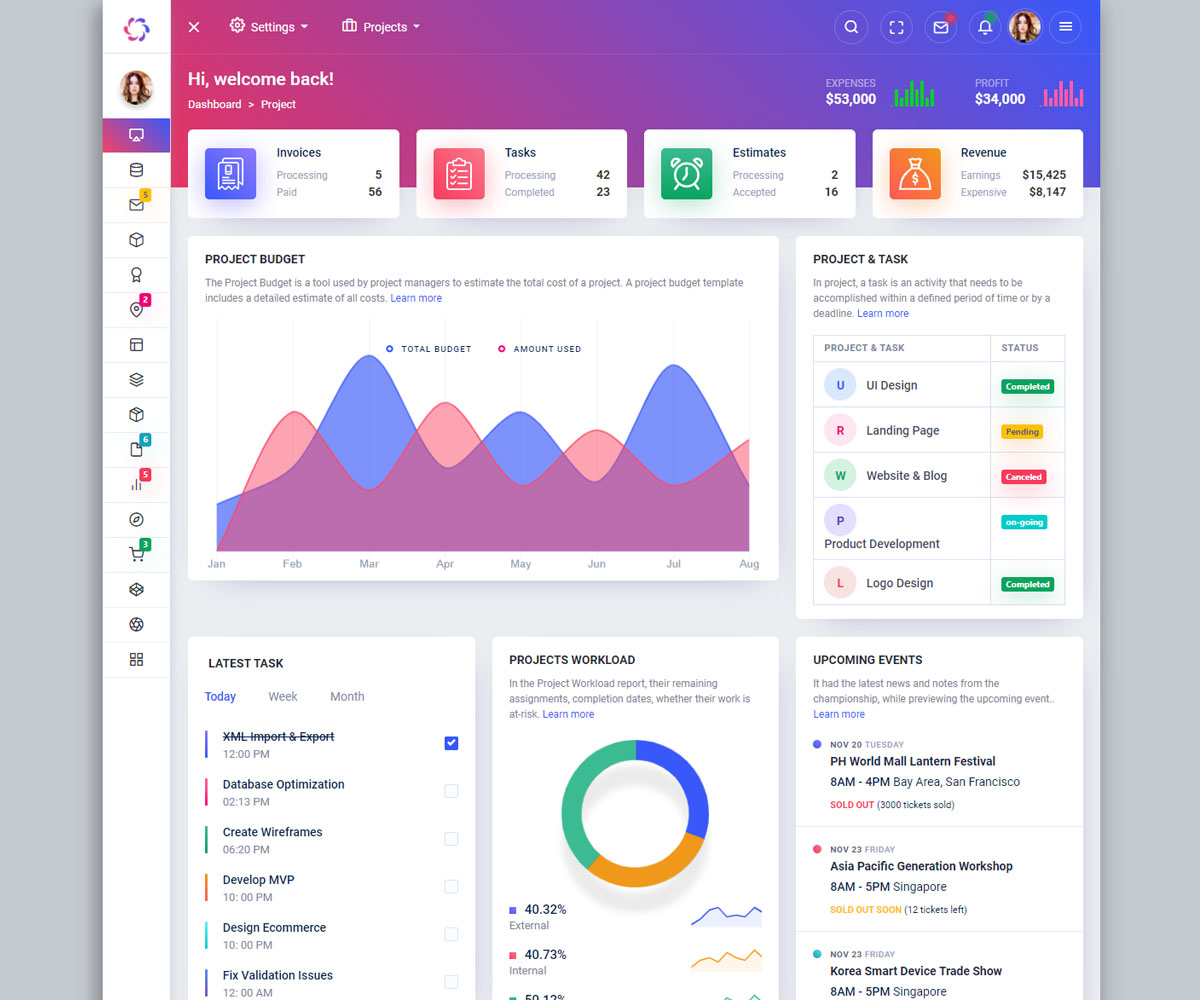 Settings
Projects
Hi, welcome back!
Dashboard > Project
EXPENSES
$53,000
PROFIT
$34,000
5
2
6
5
3
Invoices
Processing 5
Paid 56
Tasks
Processing 42
Completed 23
Estimates
Processing 2
Accepted 16
Revenue
Earnings $15,425
Expensive $8,147
PROJECT BUDGET
The Project Budget is a tool used by project managers to estimate the total cost of a project. A project budget template
includes a detailed estimate of all costs. Learn more
TOTAL BUDGET AMOUNT USED
Jan Feb Mar Apr May Jun Jul Aug
PROJECT & TASK
In project, a task is an activity that needs to be
accomplished within a defined period of time or by a
deadline. Learn more
PROJECT & TASK STATUS
U UI Design Completed
R Landing Page Pending
W Website & Blog Canceled
P on-going
Product Development
L Logo Design Completed
LATEST TASK
Today Week Month
XML Import & Export
12:00 PM
Database Optimization
02:13 PM
Create Wireframes
06:20 PM
Develop MVP
10: 00 PM
Design Ecommerce
10: 00 PM
Fix Validation Issues
12: 00 AM
PROJECTS WORKLOAD
In the Project Workload report, their remaining
assignments, completion dates, whether their work is
at-risk. Learn more
40.32%
External
40.73%
Internal
50.12%
UPCOMING EVENTS
It had the latest news and notes from the
championship, while previewing the upcoming event..
Learn more
NOV 20 TUESDAY
PH World Mall Lantern Festival
8AM - 4PM Bay Area, San Francisco
SOLD OUT (3000 tickets sold)
NOV 23 FRIDAY
Asia Pacific Generation Workshop
8AM - 5PM Singapore
SOLD OUT SOON (12 tickets left)
NOV 23 FRIDAY
Korea Smart Device Trade Show
8AM - 5PM Singapore